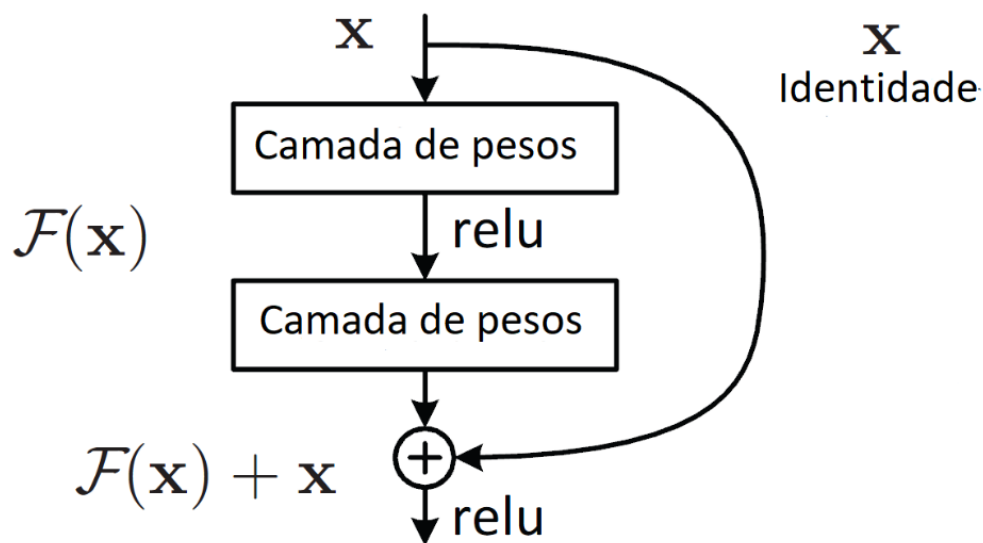 x
x
Identidade
Camada de pesos
F(x)
relu
Camada de pesos
F(x) + x
relu